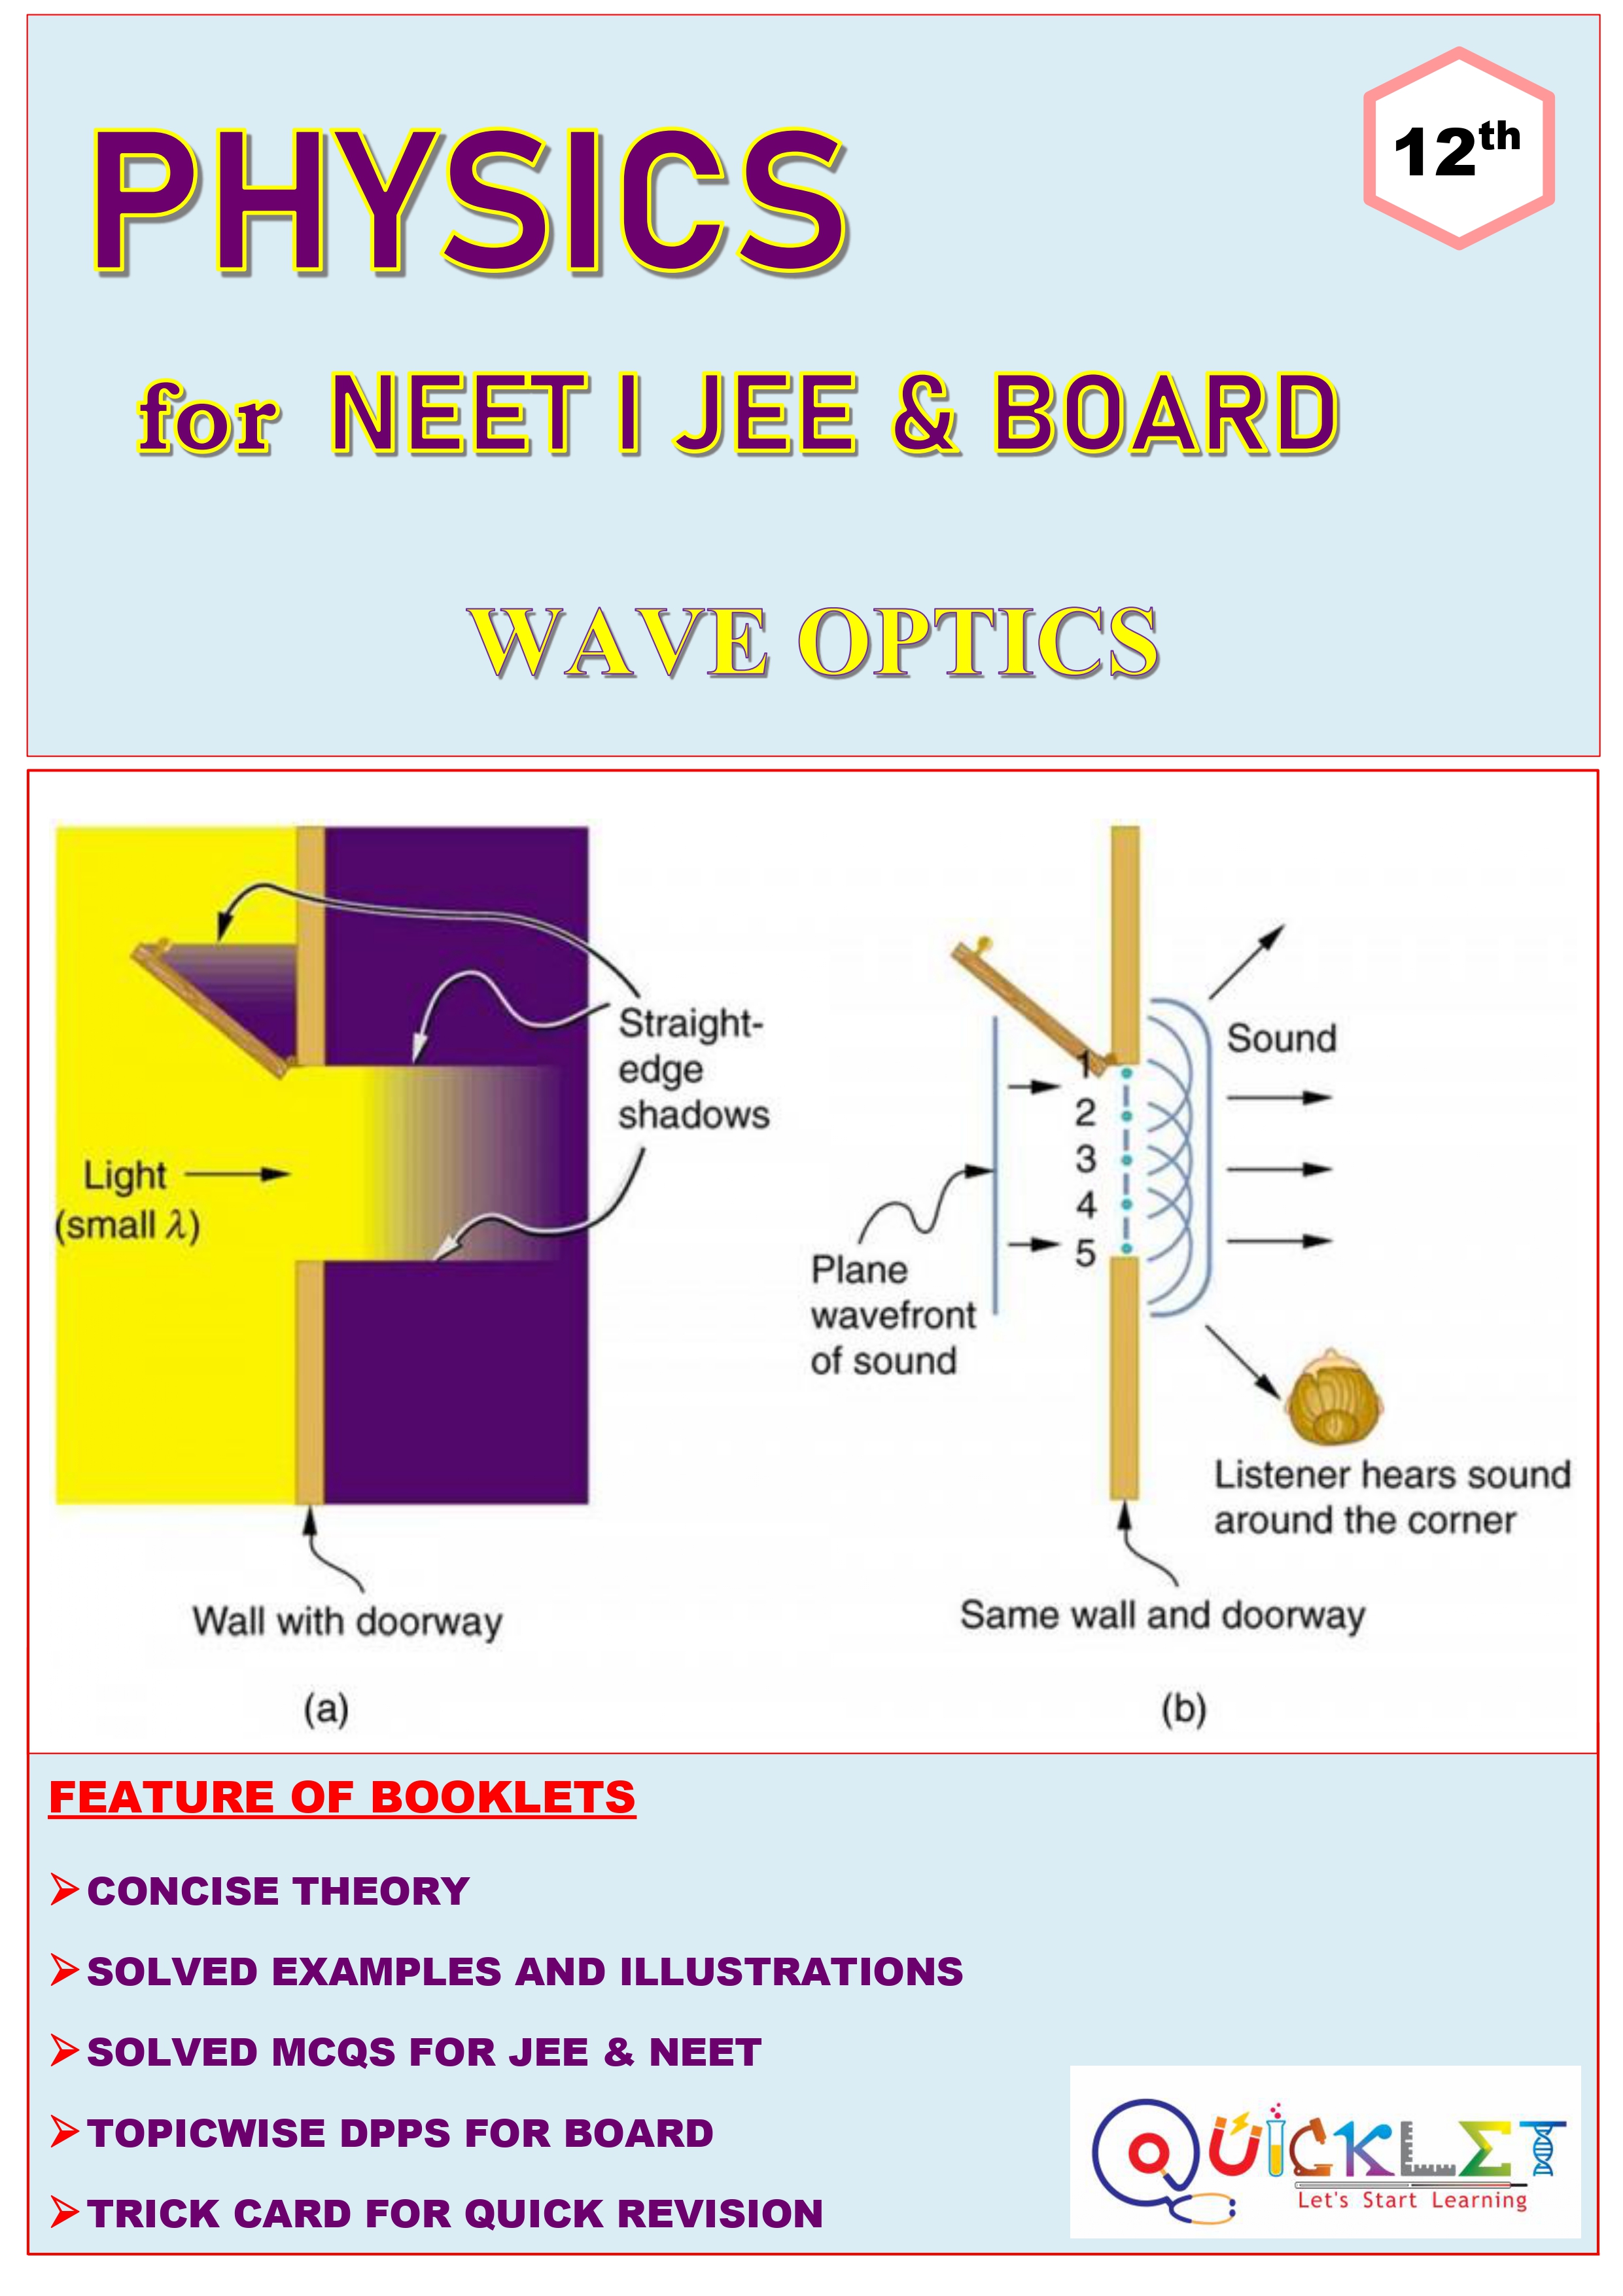 12th
PHYSICS
for NEET I JEE & BOARD
WAVE OPTICS
Straight-
edge
shadows
Light
(small λ)
Wall with doorway
(a)
Sound
1
2
3
4
5
Plane
wavefront
of sound
Listener hears sound
around the corner
Same wall and doorway
(b)
FEATURE OF BOOKLETS
CONCISE THEORY
SOLVED EXAMPLES AND ILLUSTRATIONS
SOLVED MCQS FOR JEE & NEET
TOPICWISE DPPS FOR BOARD
TRICK CARD FOR QUICK REVISION
QUICKLET
Let's Start Learning